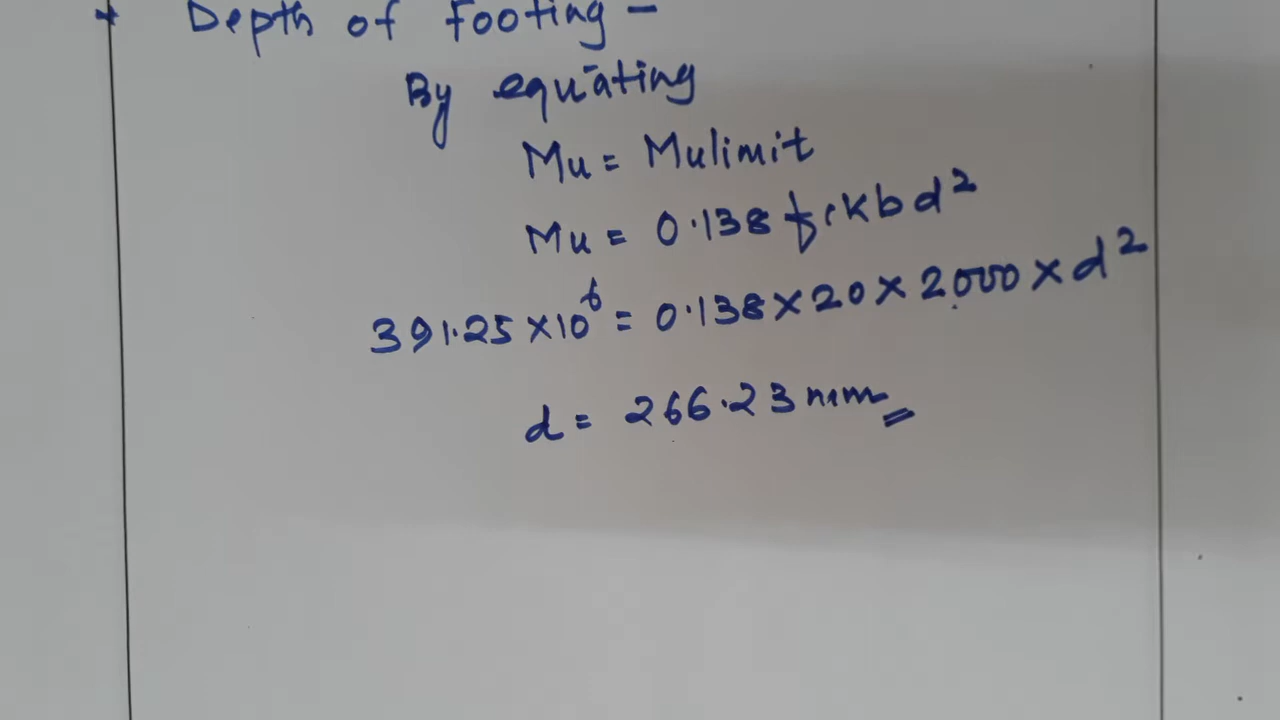 * Depth of Footing -
By equating
Mu = Mulimit
Mu = 0.138 fck b d²
391.25 × 10⁶ = 0.138 × 20 × 2000 × d²
d = 266.23 mm